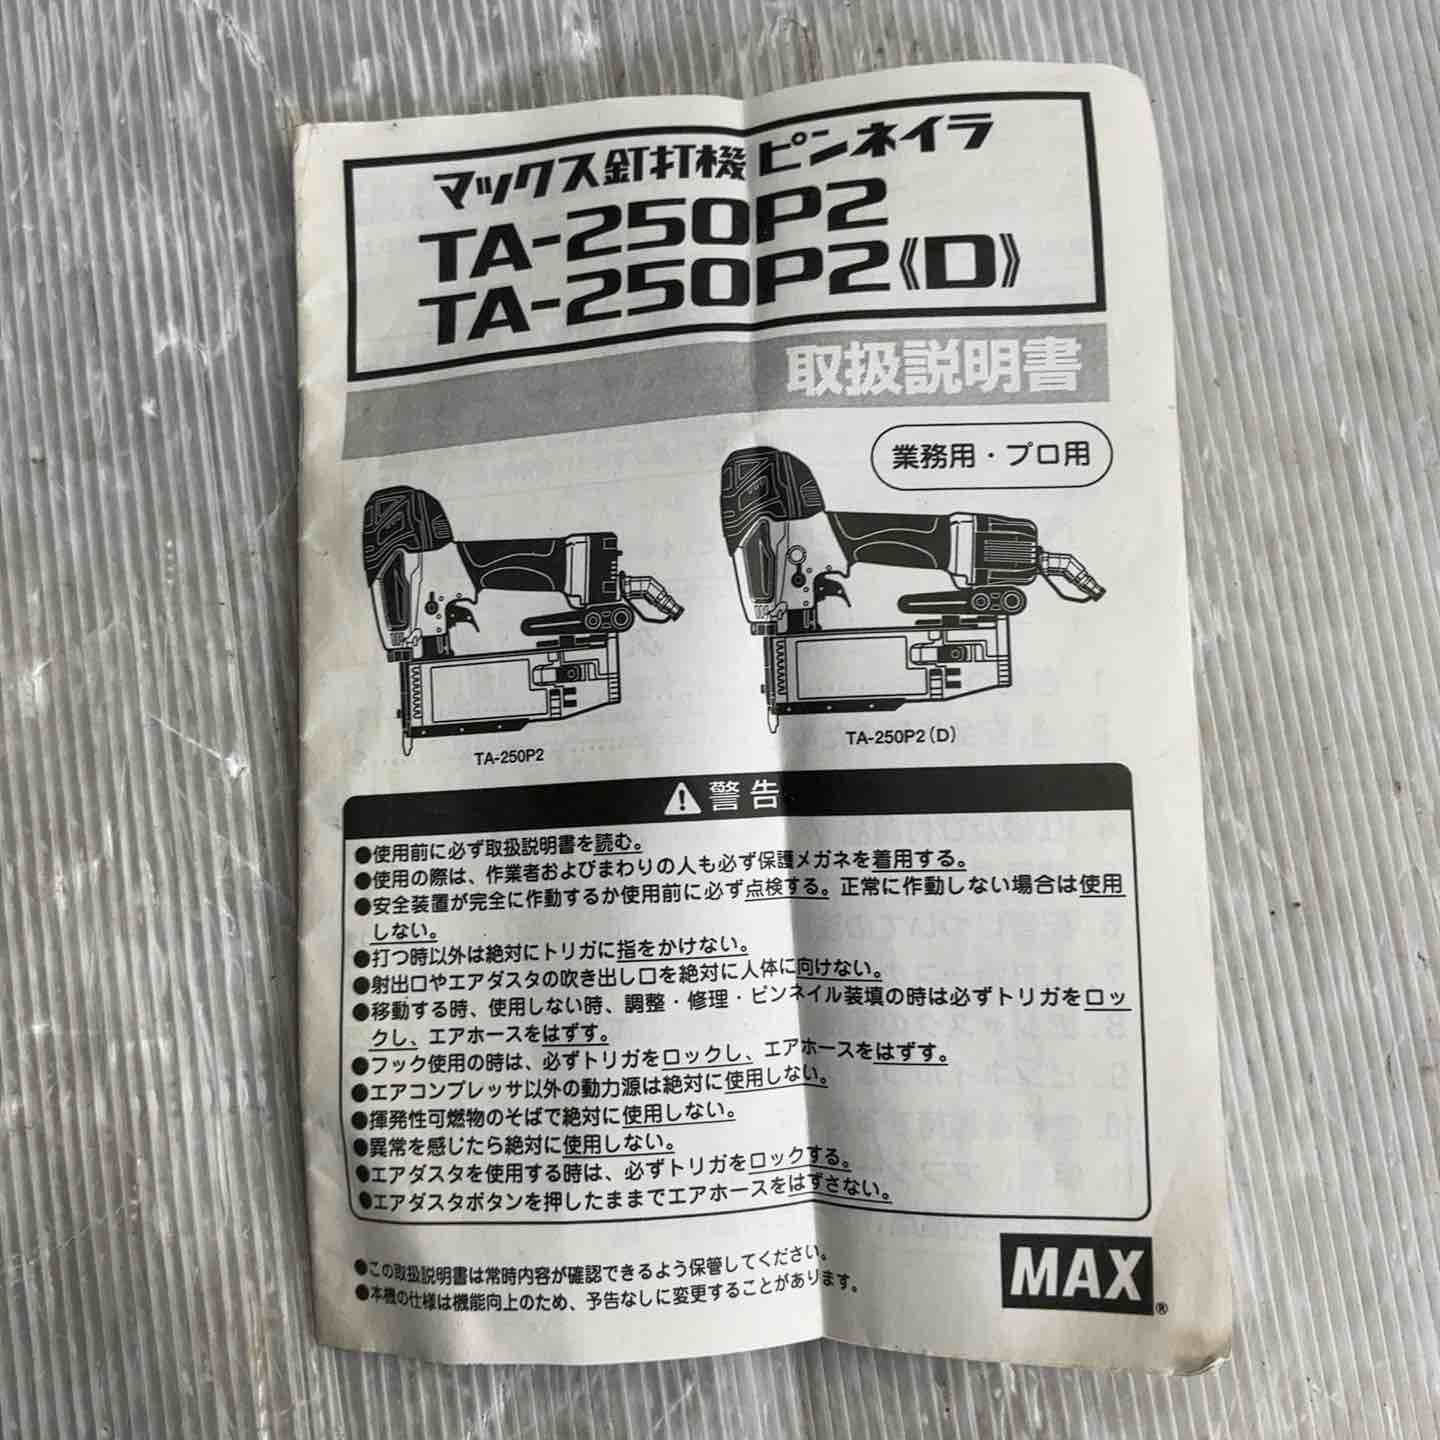 マックス釘打機 ピンネイラ
TA-250P2
TA-250P2《D》
取扱説明書
業務用・プロ用
TA-250P2
TA-250P2(D)
警告
●使用前に必ず取扱説明書を読む。
●使用の際は、作業者およびまわりの人も必ず保護メガネを着用する。
●安全装置が完全に作動するか使用前に必ず点検する。正常に作動しない場合は使用
しない。
●打つ時以外は絶対にトリガに指をかけない。
●射出口やエアダスタの吹き出し口を絶対に人体に向けない。
●移動する時、使用しない時、調整・修理・ピンネイル装填の時は必ずトリガをロッ
クし、エアホースをはずす。
●フック使用の時は、必ずトリガをロックし、エアホースをはずす。
●エアコンプレッサ以外の動力源は絶対に使用しない。
●揮発性可燃物のそばで絶対に使用しない。
●異常を感じたら絶対に使用しない。
●エアダスタを使用する時は、必ずトリガをロックする。
●エアダスタボタンを押したままでエアホースをはずさない。
●この取扱説明書は常時内容が確認できるよう保管してください。
●本機の仕様は機能向上のため、予告なしに変更することがあります。
MAX®